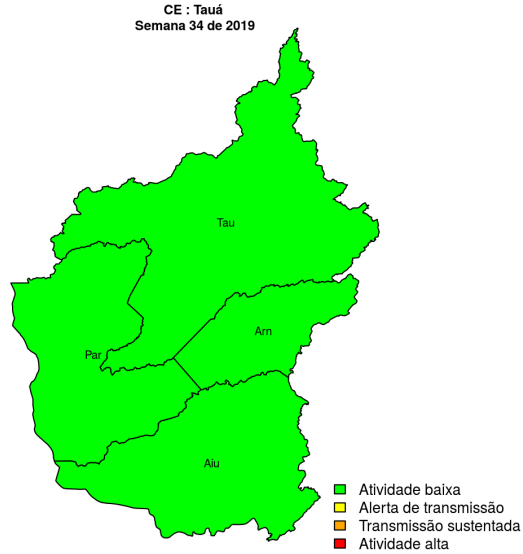 CE : Tauá
Semana 34 de 2019
Tau
Arn
Par
Aiu
Atividade baixa
Alerta de transmissão
Transmissão sustentada
Atividade alta